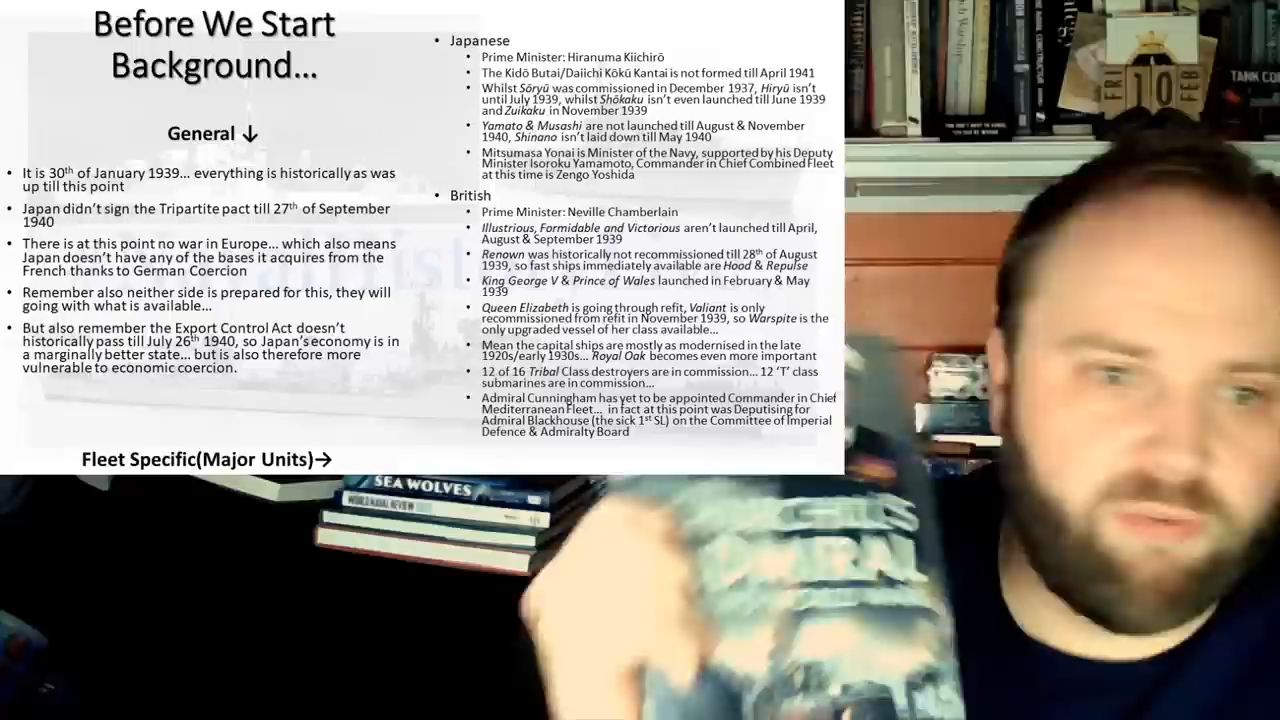 Before We Start
Background...
General ↓
• It is 30th of January 1939... everything is historically as was
up till this point
• Japan didn't sign the Tripartite pact till 27th of September
1940
• There is at this point no war in Europe... which also means
Japan doesn't have any of the bases it acquires from the
French thanks to German Coercion
• Remember also neither side is prepared for this, they will
going with what is available...
• But also remember the Export Control Act doesn't
historically pass till July 26th 1940, so Japan's economy is in
a marginally better state... but is also therefore more
vulnerable to economic coercion.
Fleet Specific(Major Units)→
• Japanese
• Prime Minister: Hiranuma Kiichirō
• The Kidō Butai/Daiichi Kōkū Kantai is not formed till April 1941
• Whilst Sōryū was commissioned in December 1937, Hiryū isn't
until July 1939, whilst Shōkaku isn't even launched till June 1939
and Zuikaku in November 1939
• Yamato & Musashi are not launched till August & November
1940, Shinano isn't laid down till May 1940
• Mitsumasa Yonai is Minister of the Navy, supported by his Deputy
Minister Isoroku Yamamoto, Commander in Chief Combined Fleet
at this time is Zengo Yoshida
• British
• Prime Minister: Neville Chamberlain
• Illustrious, Formidable and Victorious aren't launched till April,
August & September 1939
• Renown was historically not recommissioned till 28th of August
1939, so fast ships immediately available are Hood & Repulse
• King George V & Prince of Wales launched in February & May
1939
• Queen Elizabeth is going through refit, Valiant is only
recommissioned from refit in November 1939, so Warspite is the
only upgraded vessel of her class available...
• Mean the capital ships are mostly as modernised in the late
1920s/early 1930s... Royal Oak becomes even more important
• 12 of 16 Tribal Class destroyers are in commission... 12 'T' class
submarines are in commission...
• Admiral Cunningham has yet to be appointed Commander in Chief
Mediterranean Fleet... in fact at this point was Deputising for
Admiral Blackhouse (the sick 1st SL) on the Committee of Imperial
Defence & Admiralty Board
FRI
10
FEB
SEA WOLVES
WORLD NAVAL REVIEW